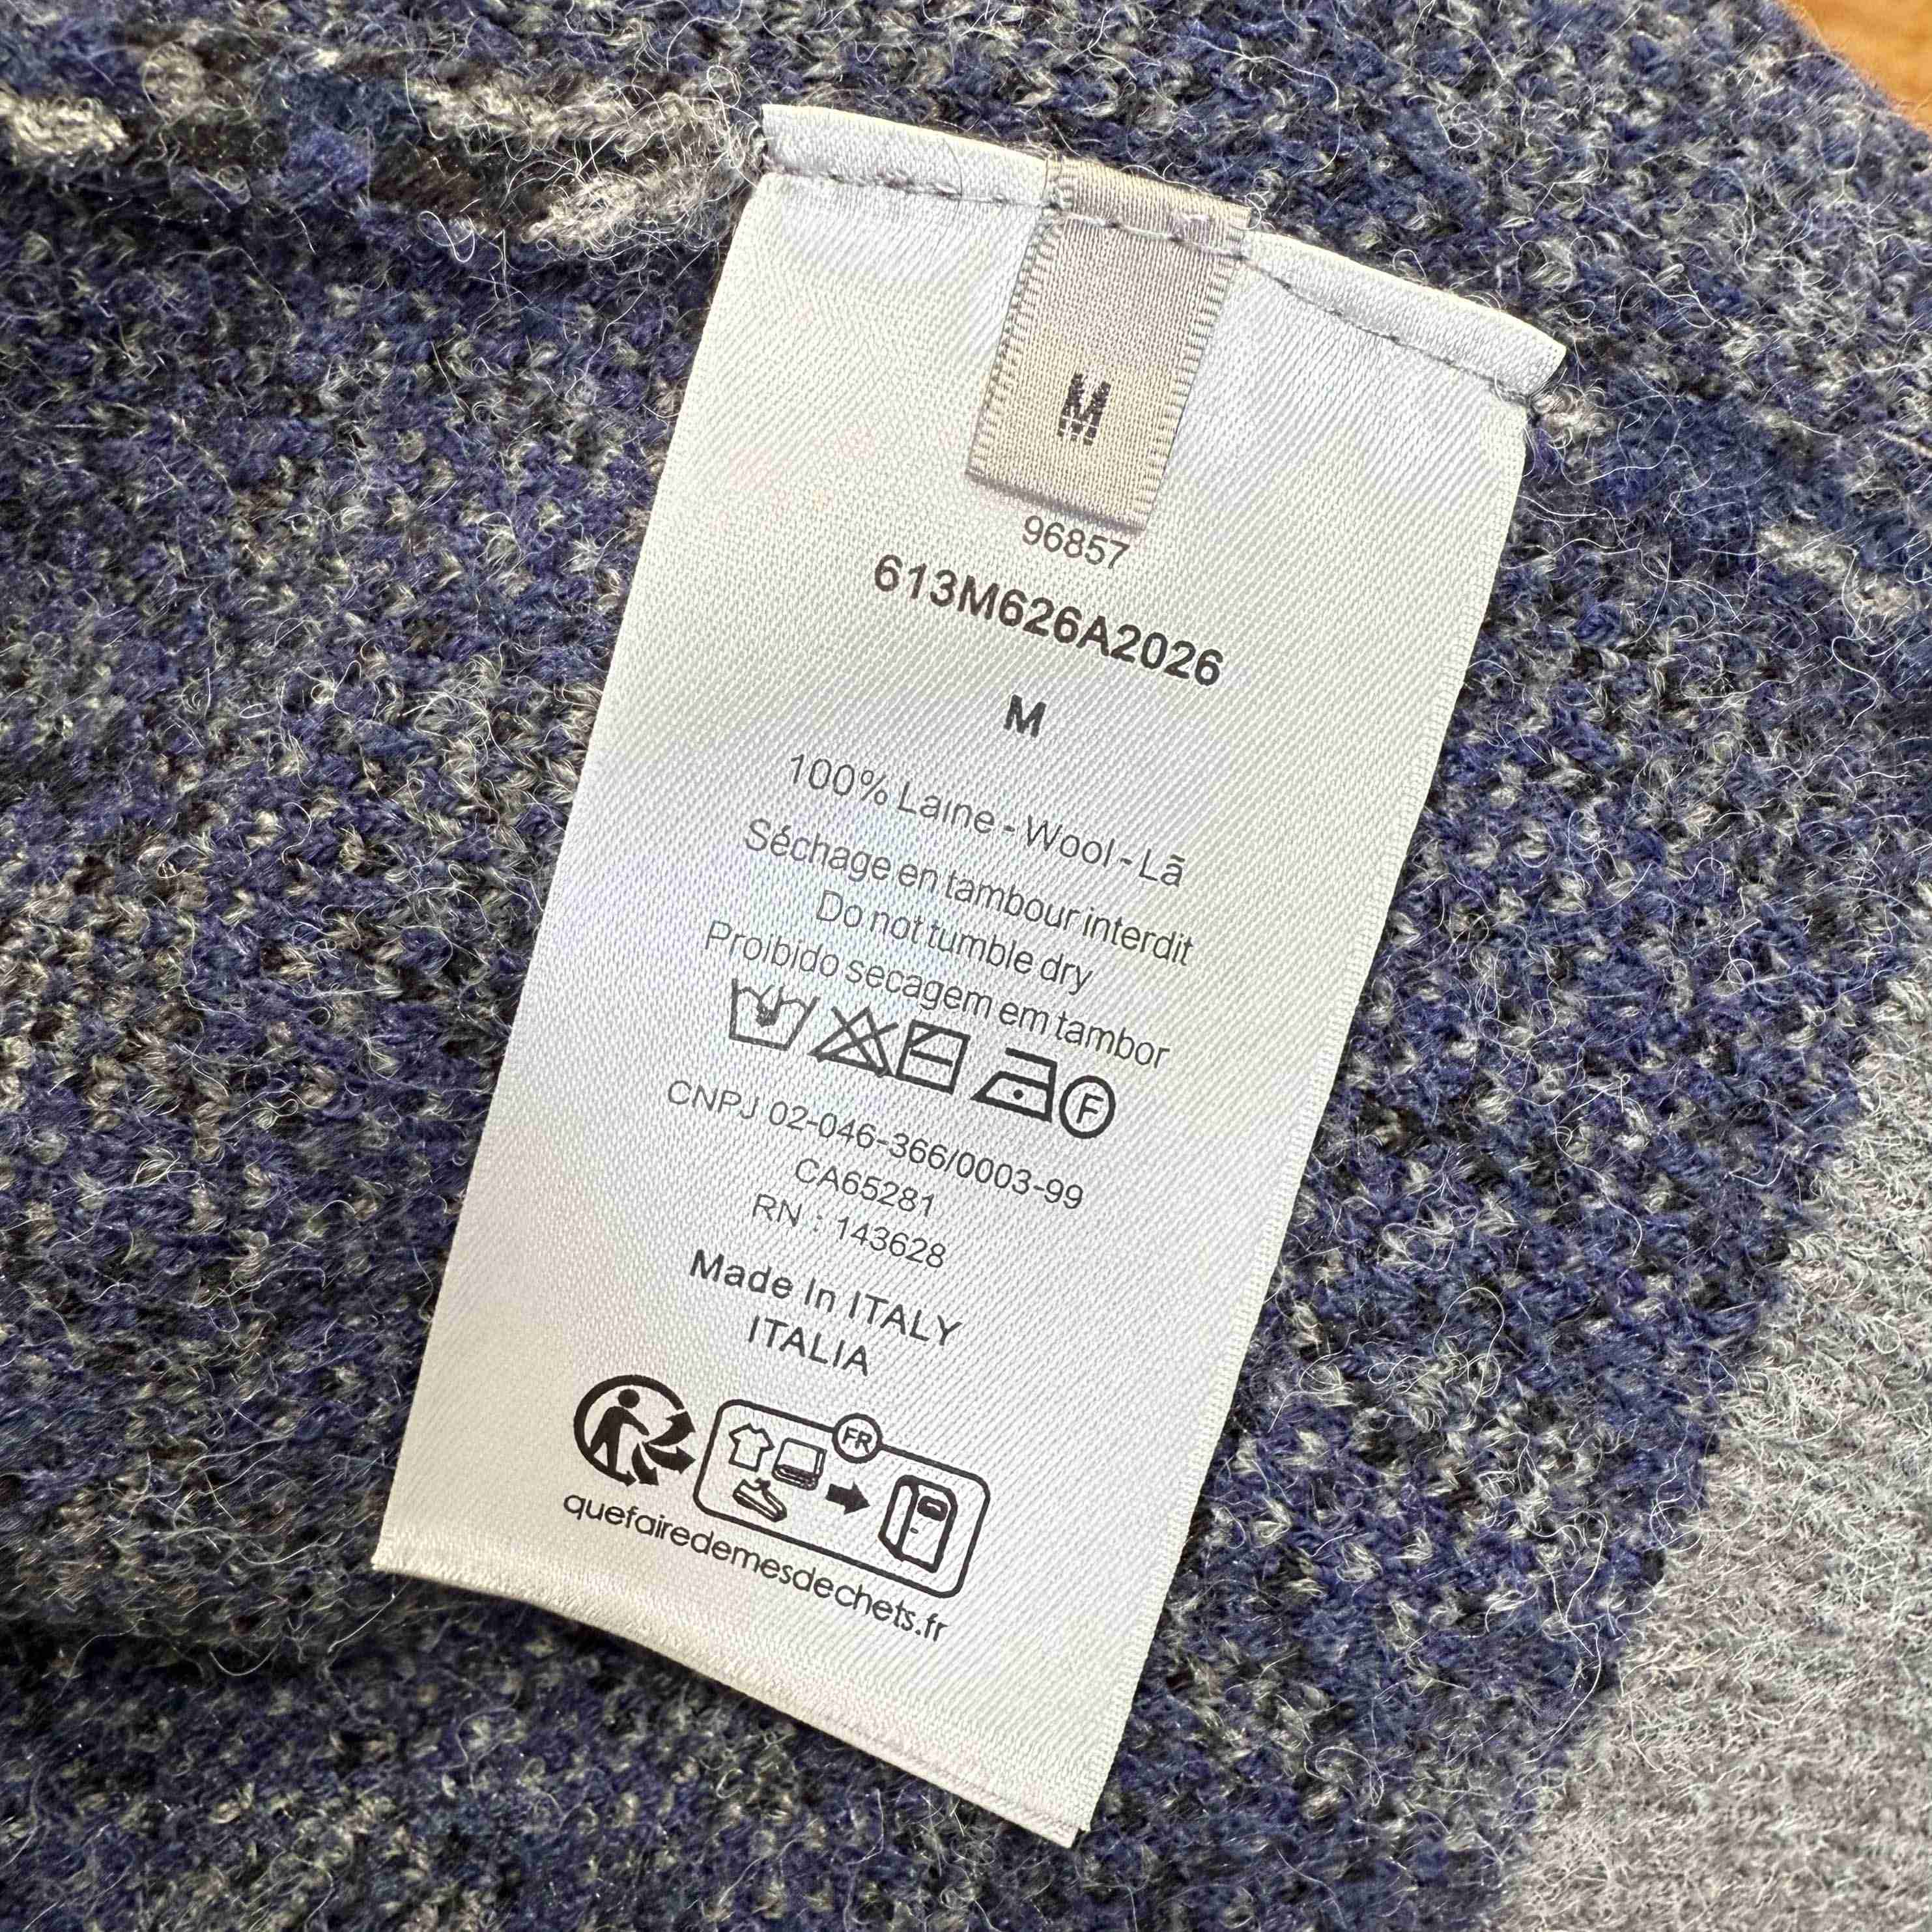 M
96857
613M626A2026
M
100% Laine - Wool - Lã
Séchage en tambour interdit
Do not tumble dry
Proibido secagem em tambor
F
CNPJ 02-046-366/0003-99
CA65281
RN : 143628
Made In ITALY
ITALIA
FR
quefairedemesdechets.fr